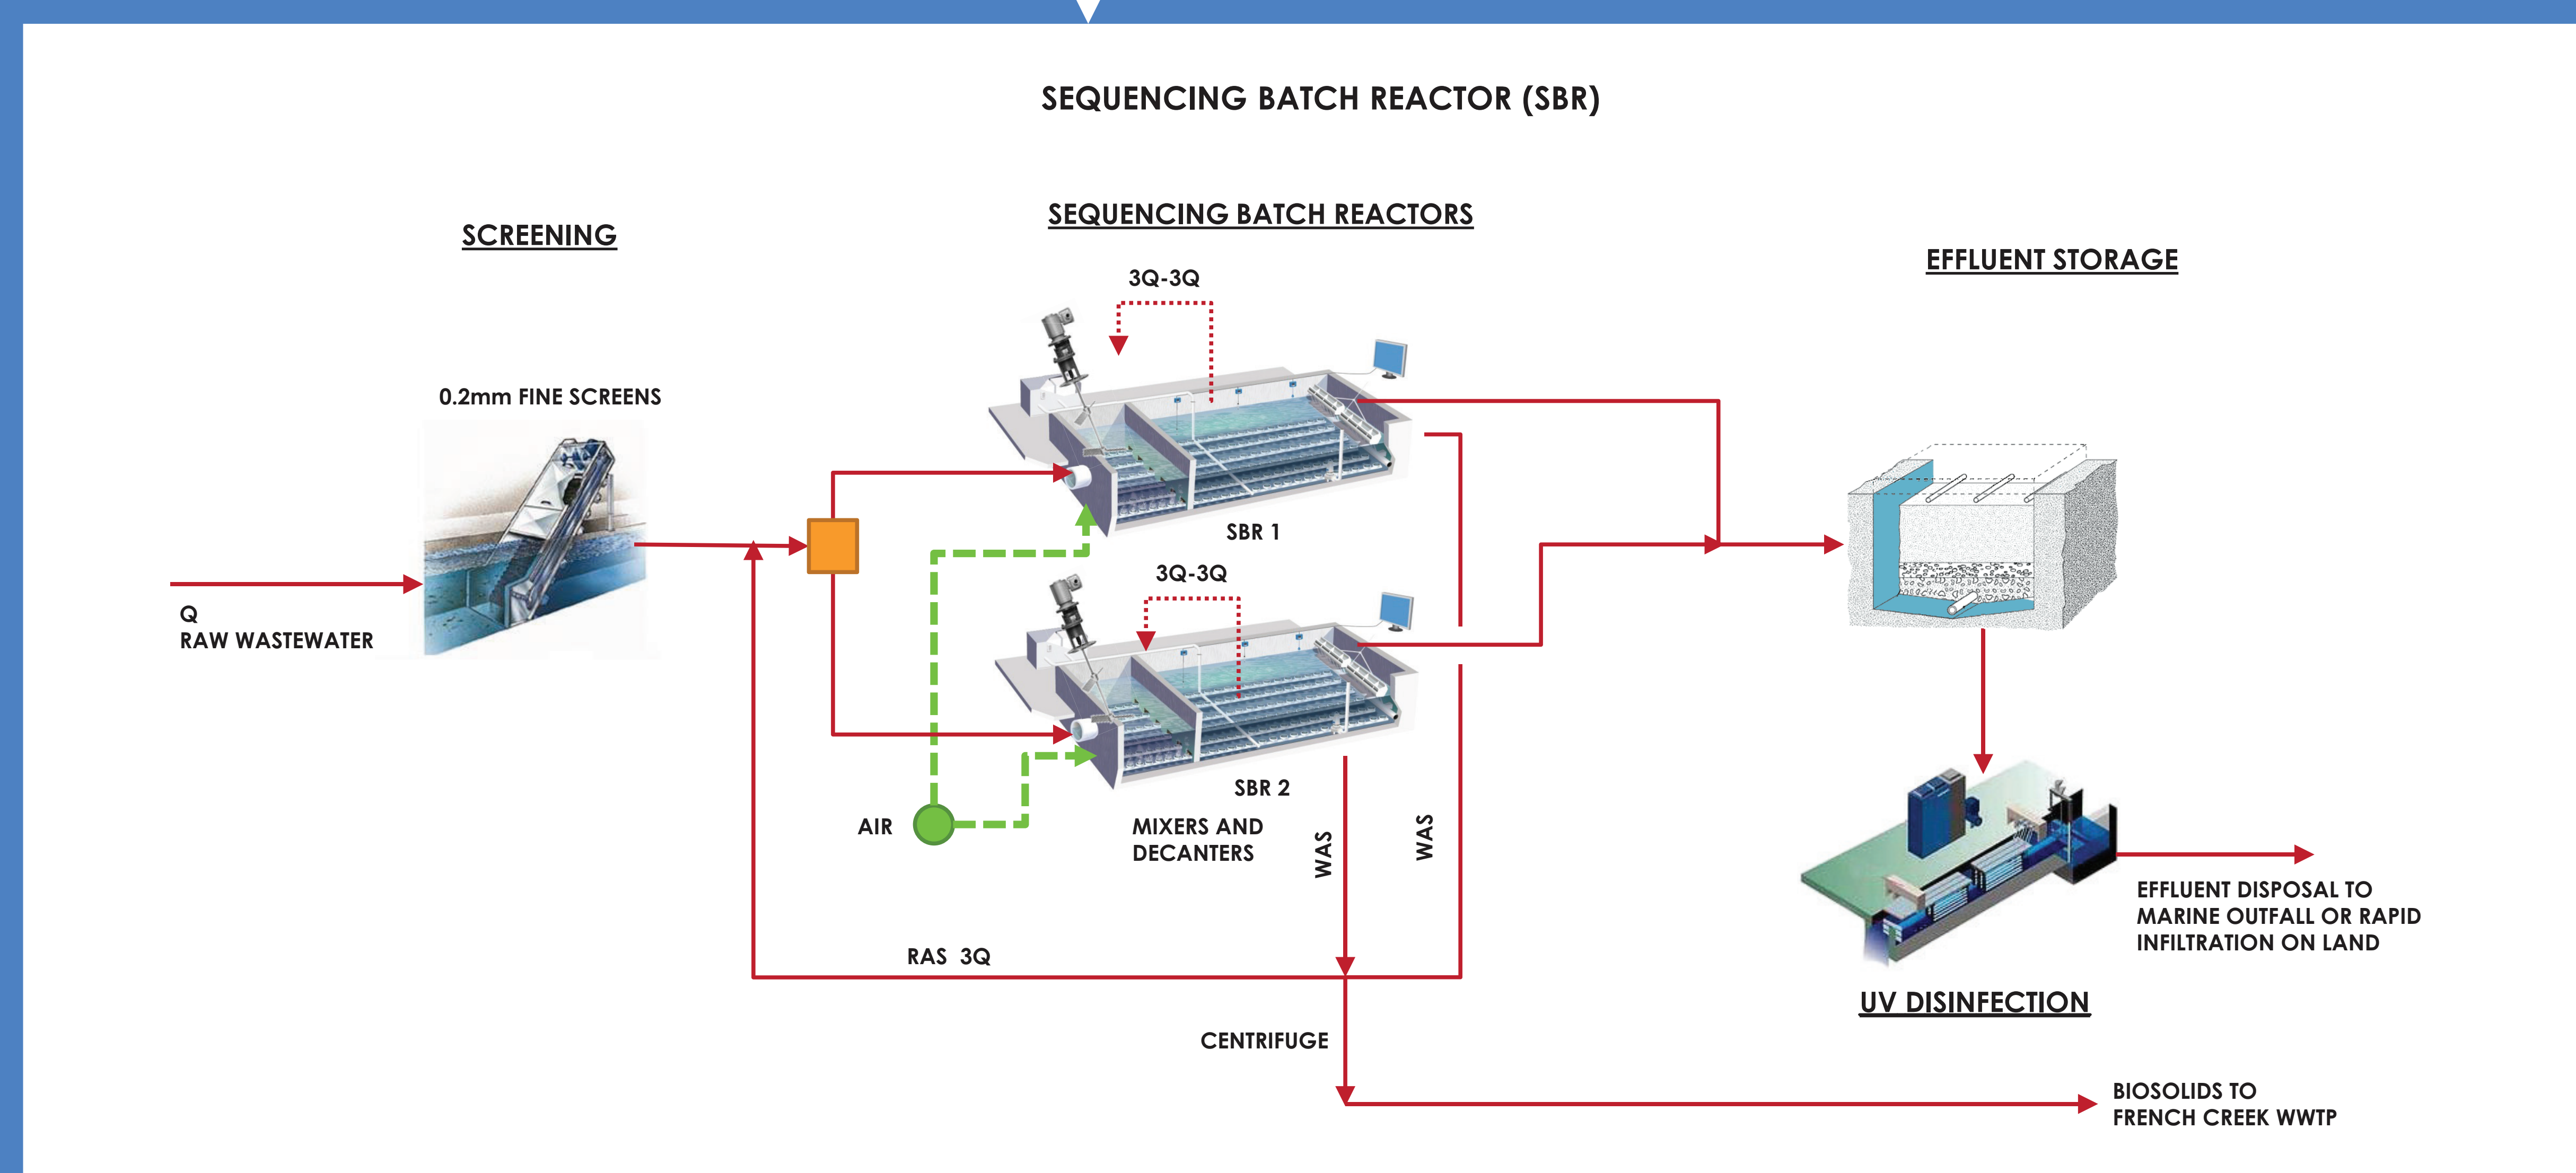 SEQUENCING BATCH REACTOR (SBR)
SCREENING
SEQUENCING BATCH REACTORS
EFFLUENT STORAGE
3Q-3Q
0.2mm FINE SCREENS
SBR 1
3Q-3Q
Q
RAW WASTEWATER
SBR 2
AIR
MIXERS AND
DECANTERS
WAS
WAS
EFFLUENT DISPOSAL TO
MARINE OUTFALL OR RAPID
INFILTRATION ON LAND
RAS 3Q
UV DISINFECTION
CENTRIFUGE
BIOSOLIDS TO
FRENCH CREEK WWTP